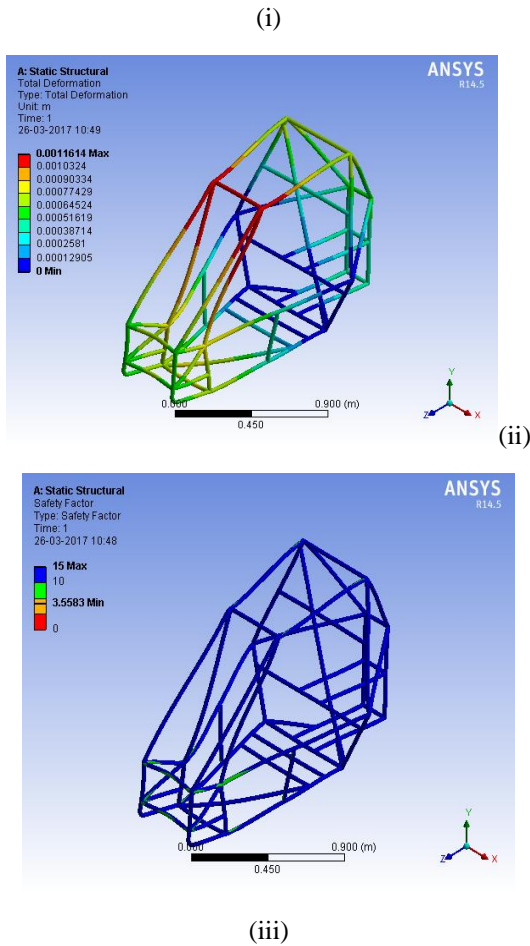 (i)
A: Static Structural
Total Deformation
Type: Total Deformation
Unit: m
Time: 1
26-03-2017 10:49
0.0011614 Max
0.0010324
0.00090334
0.00077429
0.00064524
0.00051619
0.00038714
0.0002581
0.00012905
0 Min
ANSYS
R14.5
0.000
0.900 (m)
0.450
Y
Z
X
(ii)
A: Static Structural
Safety Factor
Type: Safety Factor
Time: 1
26-03-2017 10:48
15 Max
10
3.5583 Min
0
ANSYS
R14.5
0.000
0.900 (m)
0.450
Y
Z
X
(iii)